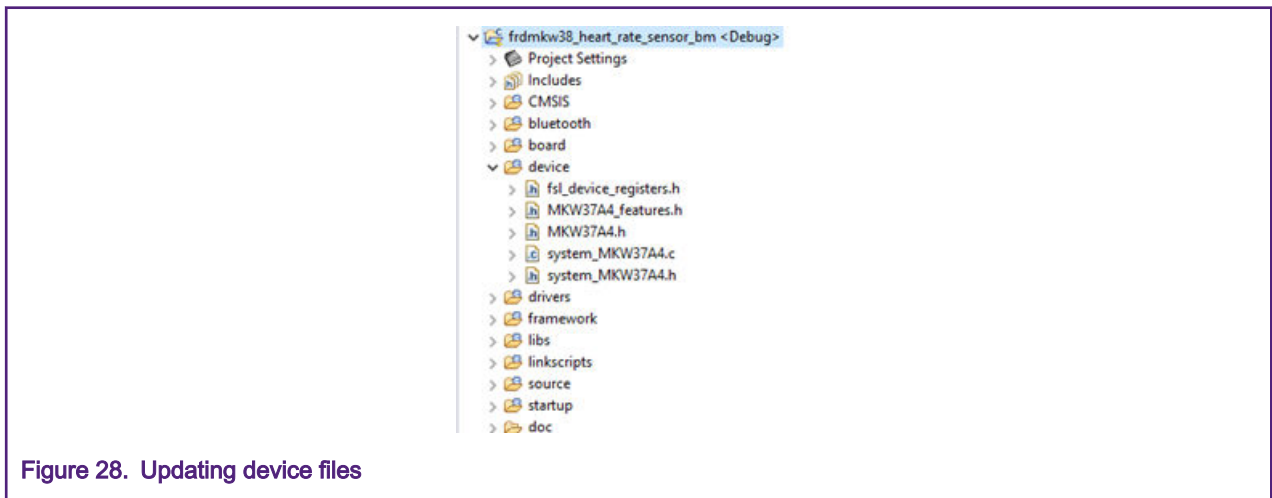 frdmkw38_heart_rate_sensor_bm <Debug>
Project Settings
Includes
CMSIS
bluetooth
board
device
fsl_device_registers.h
MKW37A4_features.h
MKW37A4.h
system_MKW37A4.c
system_MKW37A4.h
drivers
framework
libs
linkscripts
source
startup
doc
Figure 28. Updating device files